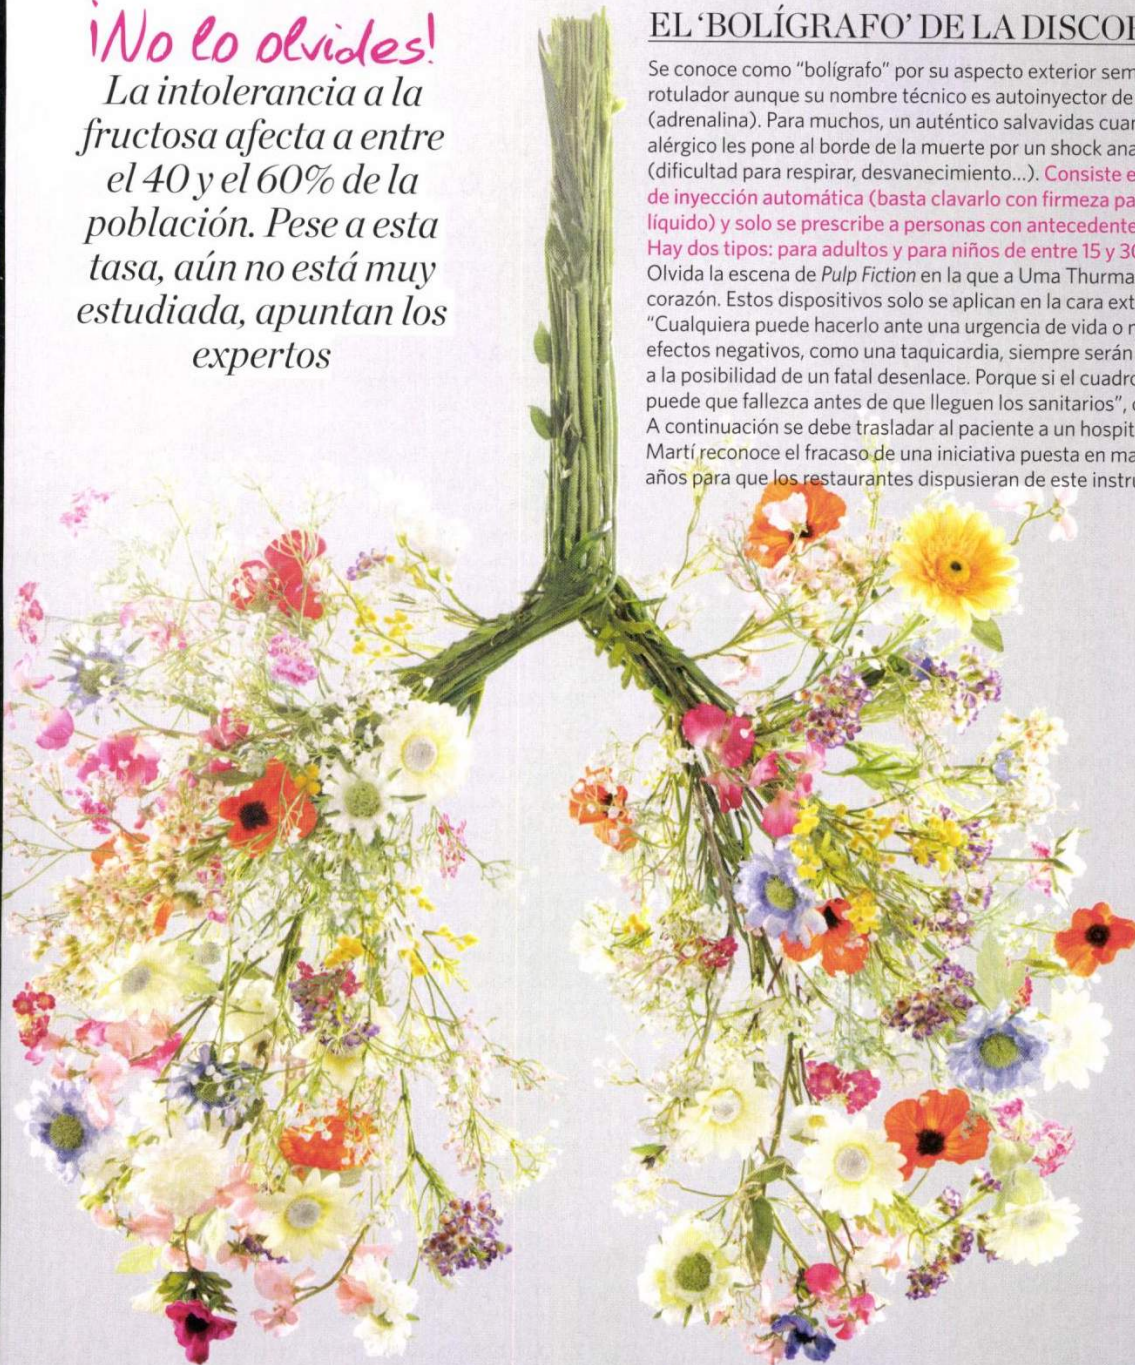 ¡No lo olvides!
La intolerancia a la
fructosa afecta a entre
el 40 y el 60% de la
población. Pese a esta
tasa, aún no está muy
estudiada, apuntan los
expertos
EL ‘BOLÍGRAFO’ DE LA
Se conoce como "bolígrafo" por su aspecto exterior
rotulador aunque su nombre técnico es autoinyector de
(adrenalina). Para muchos, un auténtico salvavidas
alérgico les pone al borde de la muerte por un shock
(dificultad para respirar, desvanecimiento...). Consiste
de inyección automática (basta clavarlo con firmeza
líquido) y solo se prescribe a personas con
Hay dos tipos: para adultos y para niños de entre 15 y 30
Olvida la escena de Pulp Fiction en la que a Uma
corazón. Estos dispositivos solo se aplican en la cara
"Cualquiera puede hacerlo ante una urgencia de vida o
efectos negativos, como una taquicardia, siempre serán
a la posibilidad de un fatal desenlace. Porque si el
puede que fallezca antes de que lleguen los sanitarios",
A continuación se debe trasladar al paciente a un
Martí reconoce el fracaso de una iniciativa puesta en
años para que los restaurantes dispusieran de este